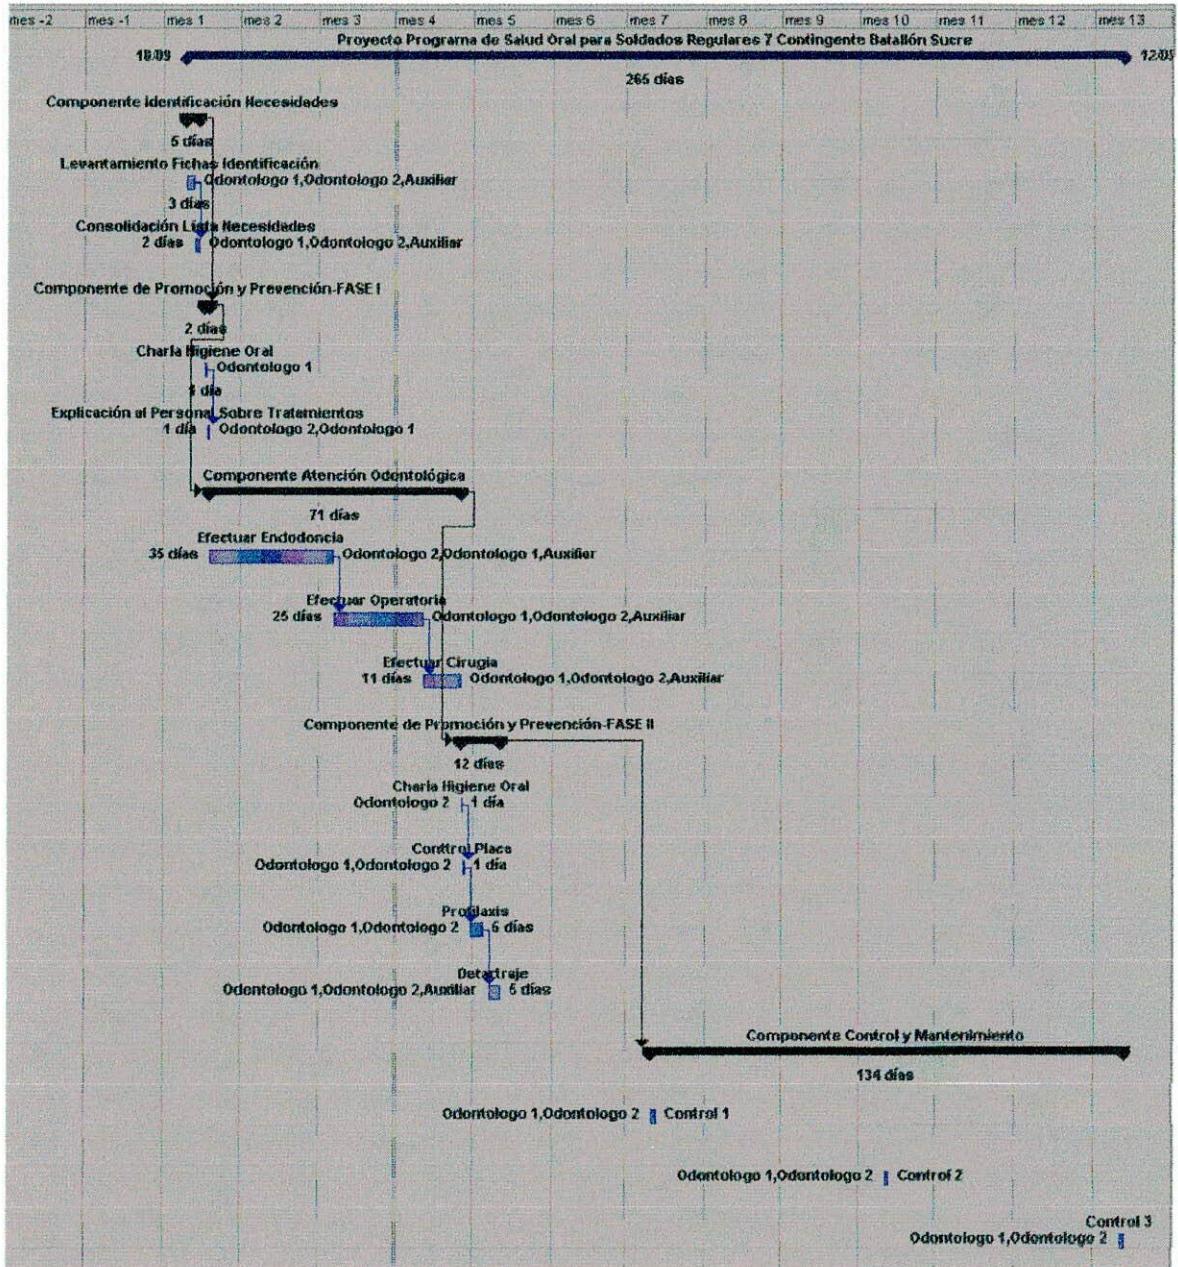 mes -2 mes -1 mes 1 mes 2 mes 3 mes 4 mes 5 mes 6 mes 7 mes 8 mes 9 mes 10 mes 11 mes 12 mes 13
Proyecto Programa de Salud Oral para Soldados Regulares 7 Contingente Batallón Sucre
18/09
265 días
Componente Identificación Necesidades
5 días
Levantamiento Fichas Identificación
Odontologo 1,Odontologo 2,Auxiliar
3 días
Consolidación Lista Necesidades
2 días Odontologo 1,Odontologo 2,Auxiliar
Componente de Promoción y Prevención-FASE I
2 días
Charla Higiene Oral
Odontologo 1
1 día
Explicación al Personal Sobre Tratamientos
1 día Odontologo 2,Odontologo 1
Componente Atención Odontológica
71 días
Efectuar Endodoncia
35 días Odontologo 2,Odontologo 1,Auxilier
Efectuar Operatoria
25 días Odontologo 1,Odontologo 2,Auxiliar
Efectuar Cirugia
11 días Odontologo 1,Odontologo 2,Auxiliar
Componente de Promoción y Prevención-FASE II
12 días
Charla Higiene Oral
Odontologo 2 1 día
Conttrol Placa
Odontologo 1,Odontologo 2 1 día
Profilaxis
Odontologo 1,Odontologo 2 6 días
Detartraje
Odontologo 1,Odontologo 2,Auxiliar 5 días
Componente Control y Mantenimiento
134 días
Odontologo 1,Odontologo 2 Control 1
Odontologo 1,Odontologo 2 Control 2
Control 3
Odontologo 1,Odontologo 2